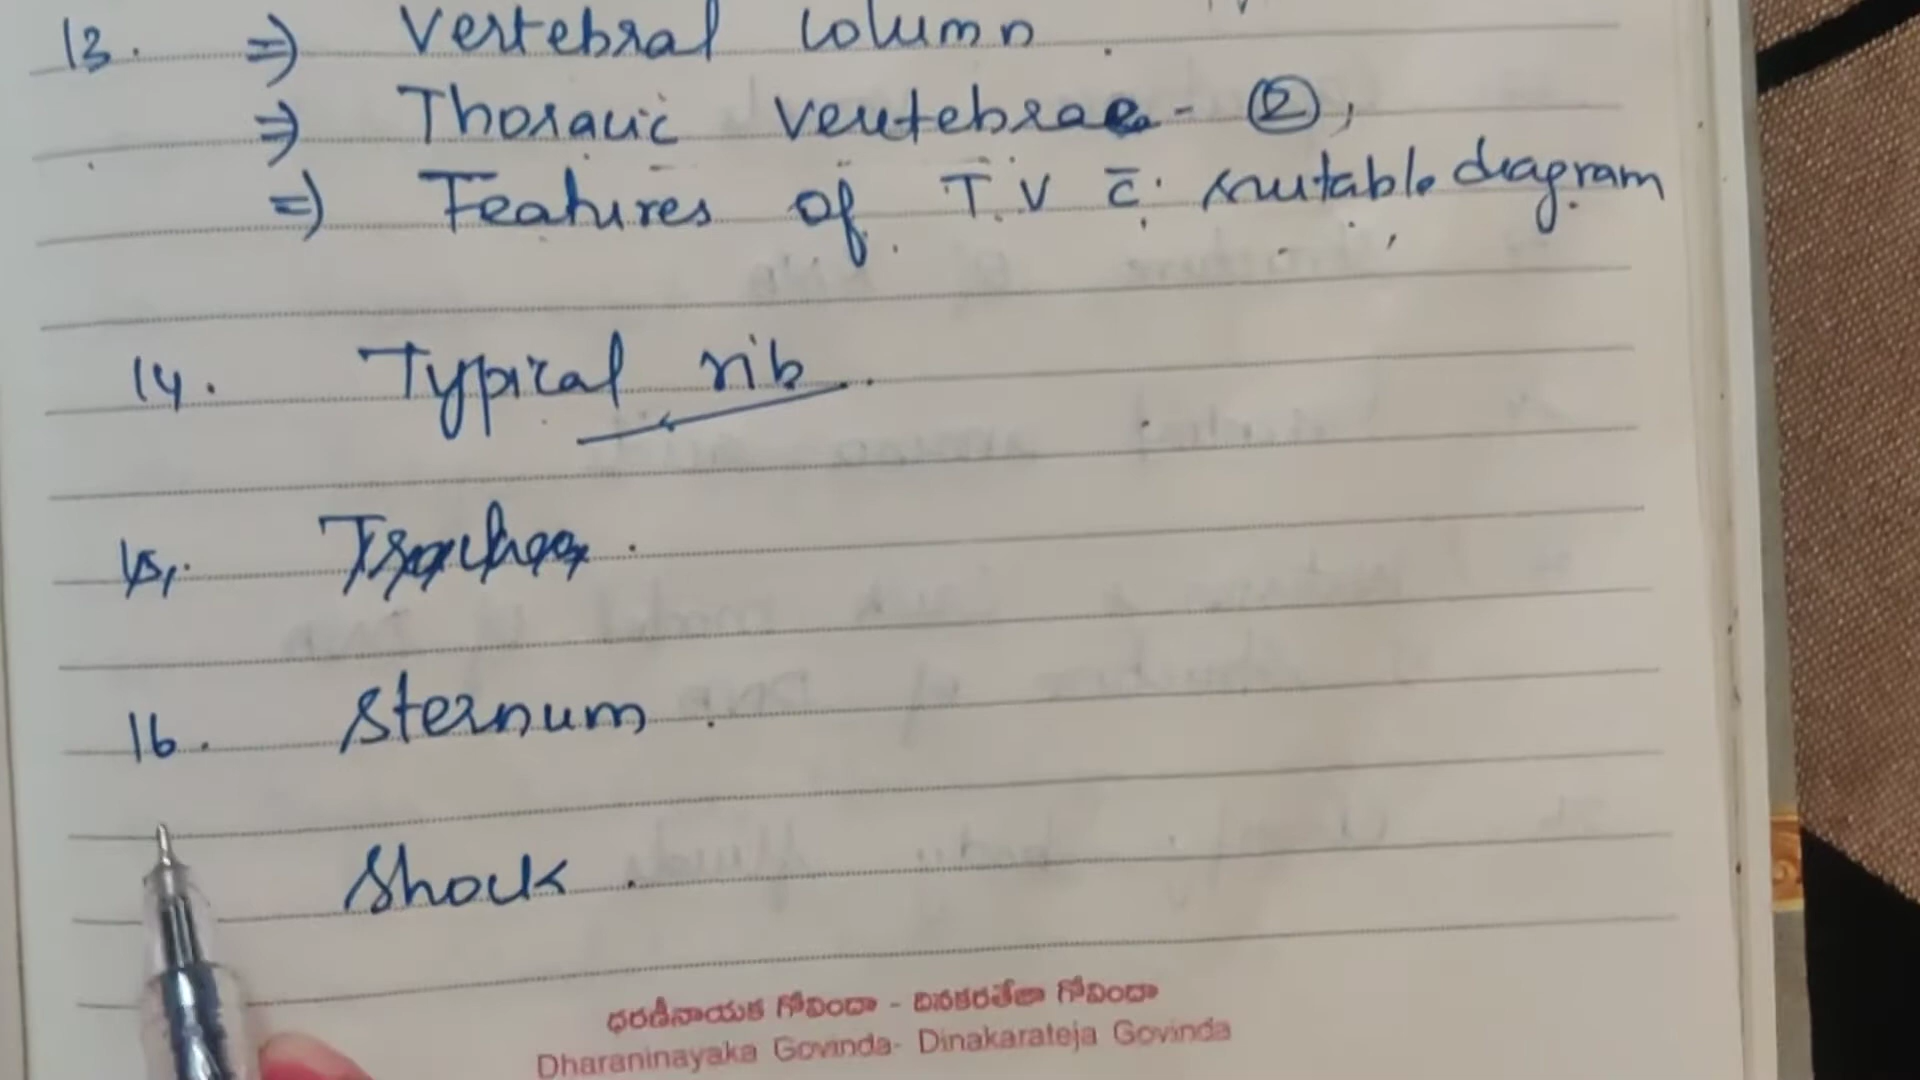 13. => Vertebral column.
=> Thoracic vertebrae - ②,
=> Features of T.V c̄ suitable diagram
14. Typical rib.
15. Trachea.
16. Sternum.
Shock.
ధరణీనాయక గోవిందా - దినకరతేజా గోవిందా
Dharaninayaka Govinda- Dinakarateja Govinda